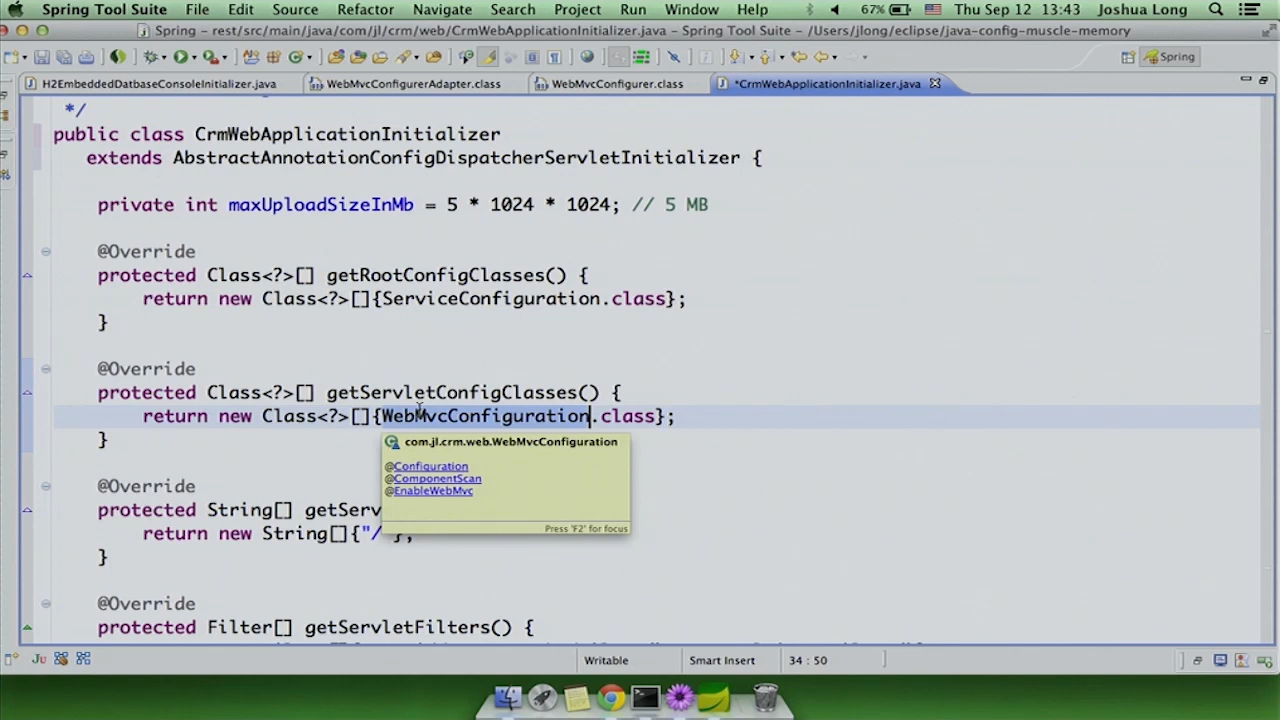 Spring Tool Suite File Edit Source Refactor Navigate Search Project Run Window Help 67% Thu Sep 12 13:43 Joshua Long
Spring - rest/src/main/java/com/jl/crm/web/CrmWebApplicationInitializer.java - Spring Tool Suite - /Users/jlong/eclipse/java-config-muscle-memory
Spring
H2EmbeddedDatbaseConsoleInitializer.java WebMvcConfigurerAdapter.class WebMvcConfigurer.class *CrmWebApplicationInitializer.java
*/
public class CrmWebApplicationInitializer
extends AbstractAnnotationConfigDispatcherServletInitializer {
private int maxUploadSizeInMb = 5 * 1024 * 1024; // 5 MB
@Override
protected Class<?>[] getRootConfigClasses() {
return new Class<?>[]{ServiceConfiguration.class};
}
@Override
protected Class<?>[] getServletConfigClasses() {
return new Class<?>[]{WebMvcConfiguration.class};
}
com.jl.crm.web.WebMvcConfiguration
@Configuration
@ComponentScan
@EnableWebMvc
Press 'F2' for focus
@Override
protected String[] getServ
return new String[]{"/"};
}
@Override
protected Filter[] getServletFilters() {
Ju Writable Smart Insert 34 : 50